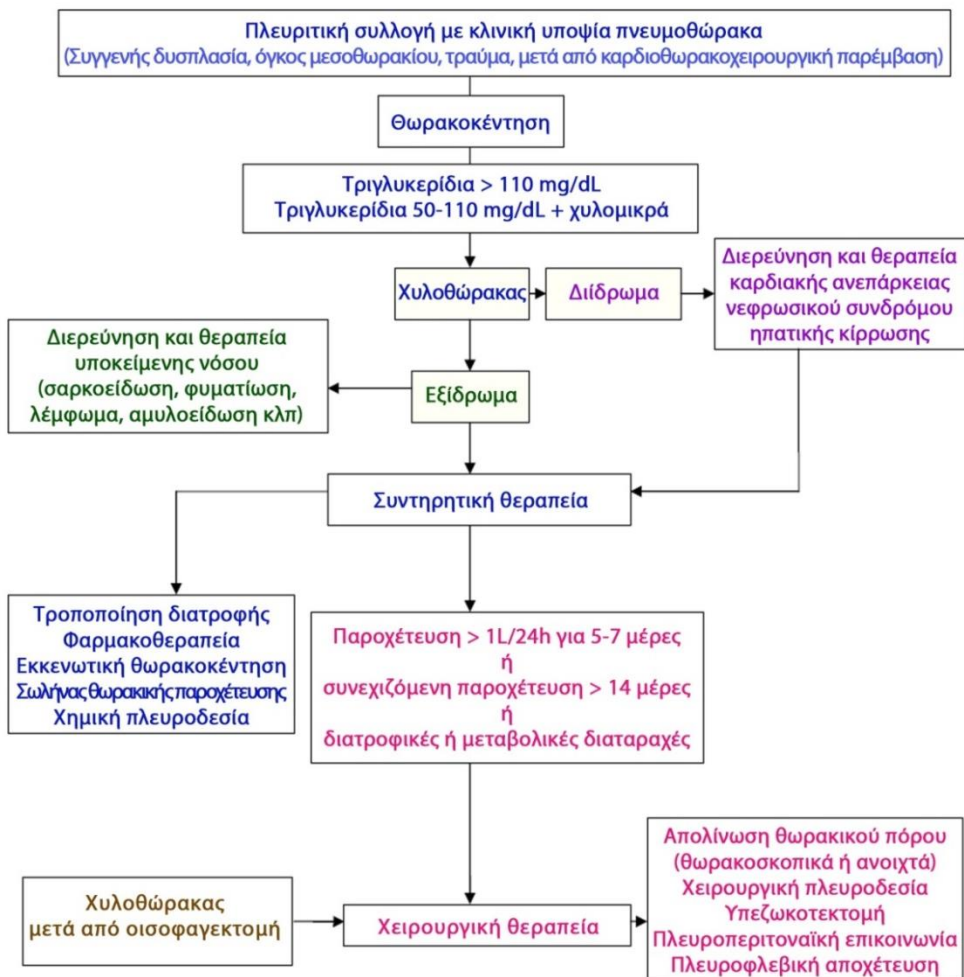 Πλευριτική συλλογή με κλινική υποψία πνευμοθώρακα
(Συγγενής δυσπλασία, όγκος μεσοθωρακίου, τραύμα, μετά από καρδιοθωρακοχειρουργική παρέμβαση)
Θωρακοκέντηση
Τριγλυκερίδια > 110 mg/dL
Τριγλυκερίδια 50-110 mg/dL + χυλομικρά
Χυλοθώρακας
Διΐδρωμα
Διερεύνηση και θεραπεία
καρδιακής ανεπάρκειας
νεφρωσικού συνδρόμου
ηπατικής κίρρωσης
Διερεύνηση και θεραπεία
υποκείμενης νόσου
(σαρκοείδωση, φυματίωση,
λέμφωμα, αμυλοείδωση κλπ)
Εξίδρωμα
Συντηρητική θεραπεία
Τροποποίηση διατροφής
Φαρμακοθεραπεία
Εκκενωτική θωρακοκέντηση
Σωλήνας θωρακικής παροχέτευσης
Χημική πλευροδεσία
Παροχέτευση > 1L/24h για 5-7 μέρες
ή
συνεχιζόμενη παροχέτευση > 14 μέρες
ή
διατροφικές ή μεταβολικές διαταραχές
Χυλοθώρακας
μετά από οισοφαγεκτομή
Χειρουργική θεραπεία
Απολίνωση θωρακικού πόρου
(θωρακοσκοπικά ή ανοιχτά)
Χειρουργική πλευροδεσία
Υπεζωκοτεκτομή
Πλευροπεριτοναϊκή επικοινωνία
Πλευροφλεβική αποχέτευση